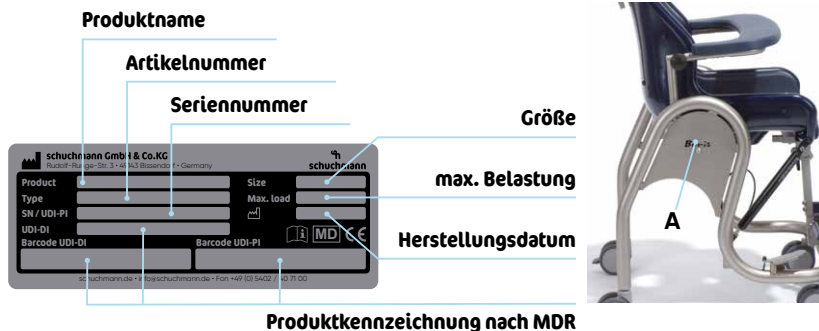 Produktname
Artikelnummer
Seriennummer
Größe
max. Belastung
Herstellungsdatum
schuchmann GmbH & Co.KG
Rudolf-Runge-Str. 3 • 49143 Bissendorf • Germany
schuchmann
Product
Size
Type
Max. load
SN / UDI-PI
UDI-DI
MD CE
Barcode UDI-DI
Barcode UDI-PI
schuchmann.de • info@schuchmann.de • Fon +49 (0) 5402 / 40 71 00
A
Produktkennzeichnung nach MDR